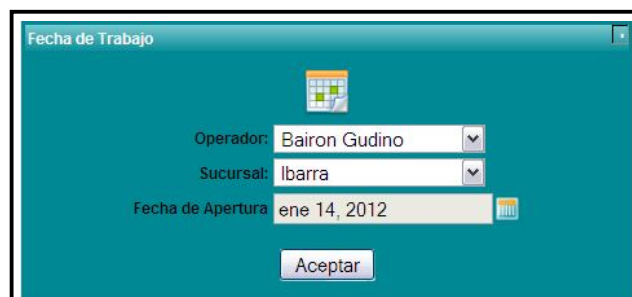 Fecha de Trabajo
Operador: Bairon Gudino
Sucursal: Ibarra
Fecha de Apertura ene 14, 2012
Aceptar